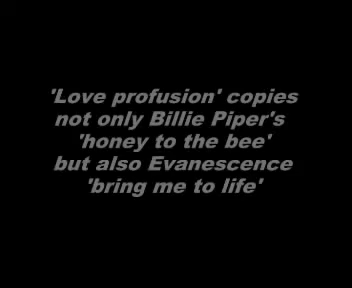 'Love profusion' copies
not only Billie Piper's
'honey to the bee'
but also Evanescence
'bring me to life'